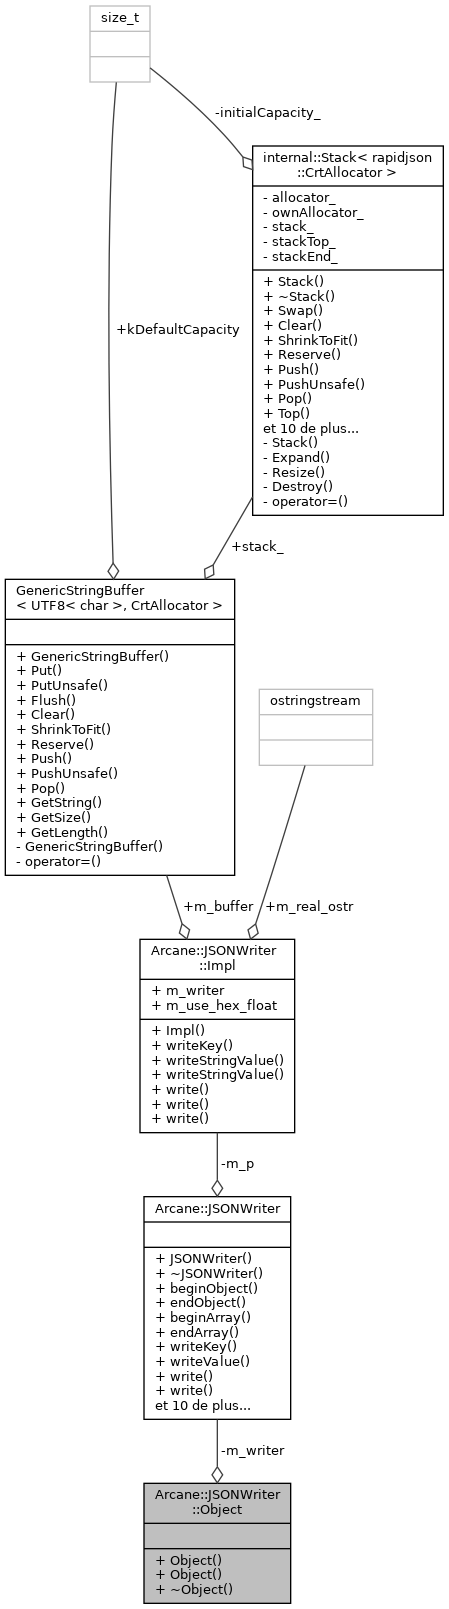 size_t
-initialCapacity_
internal::Stack< rapidjson
::CrtAllocator >
- allocator_
- ownAllocator_
- stack_
- stackTop_
- stackEnd_
+ Stack()
+ ~Stack()
+ Swap()
+ Clear()
+ ShrinkToFit()
+ Reserve()
+ Push()
+ PushUnsafe()
+ Pop()
+ Top()
et 10 de plus...
- Stack()
- Expand()
- Resize()
- Destroy()
- operator=()
+kDefaultCapacity
+stack_
GenericStringBuffer
< UTF8< char >, CrtAllocator >
+ GenericStringBuffer()
+ Put()
+ PutUnsafe()
+ Flush()
+ Clear()
+ ShrinkToFit()
+ Reserve()
+ Push()
+ PushUnsafe()
+ Pop()
+ GetString()
+ GetSize()
+ GetLength()
- GenericStringBuffer()
- operator=()
ostringstream
+m_buffer
+m_real_ostr
Arcane::JSONWriter
::Impl
+ m_writer
+ m_use_hex_float
+ Impl()
+ writeKey()
+ writeStringValue()
+ writeStringValue()
+ write()
+ write()
+ write()
-m_p
Arcane::JSONWriter
+ JSONWriter()
+ ~JSONWriter()
+ beginObject()
+ endObject()
+ beginArray()
+ endArray()
+ writeKey()
+ writeValue()
+ write()
+ write()
et 10 de plus...
-m_writer
Arcane::JSONWriter
::Object
+ Object()
+ Object()
+ ~Object()